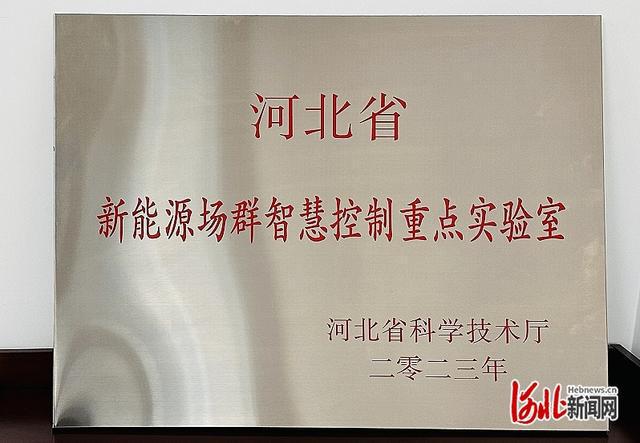 河北省
新能源场群智慧控制重点实验室
河北省科学技术厅
二零二三年
Hebnews.cn
河北新闻网